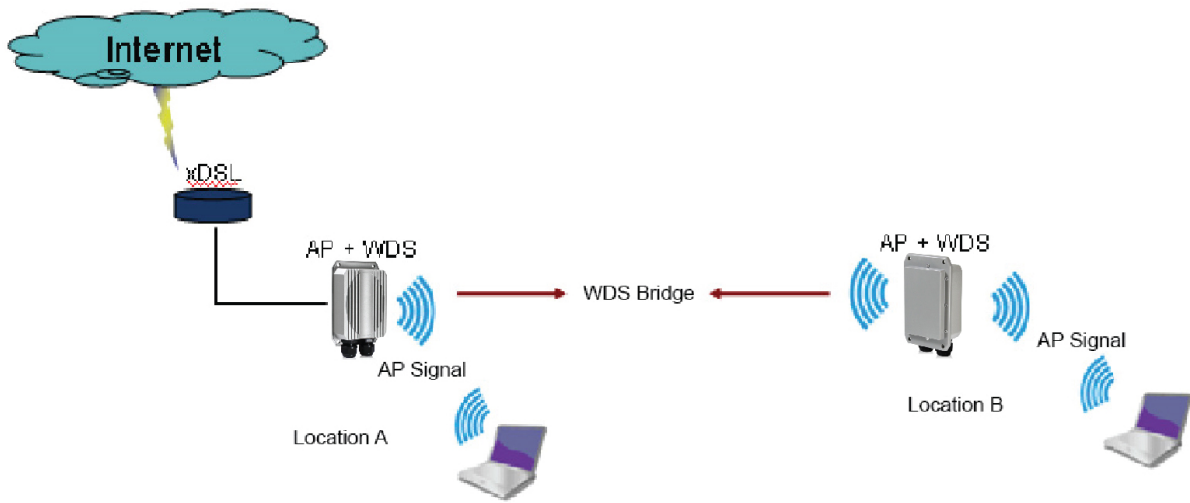 Internet
xDSL
AP + WDS
AP + WDS
WDS Bridge
AP Signal
AP Signal
Location A
Location B